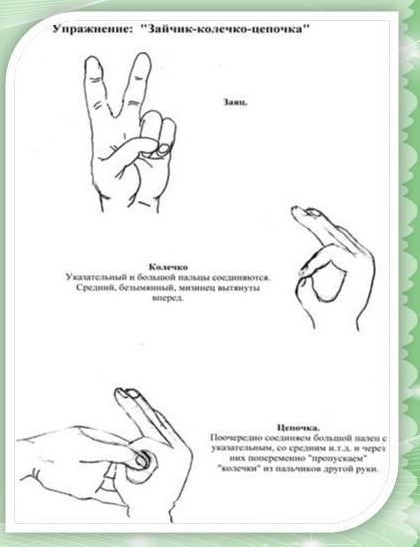 Упражнение: "Зайчик-колечко-цепочка"
Заяц.
Колечко
Указательный и большой пальцы соединяются.
Средний, безымянный, мизинец вытянуты
вперед.
Цепочка.
Поочередно соединяем большой палец с
указательным, со средним и.т.д. и через
них попеременно "пропускаем"
"колечки" из пальчиков другой руки.